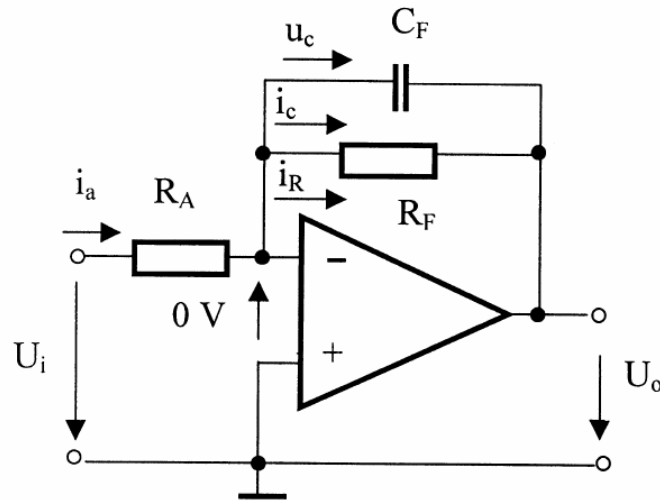 C_F
u_c
i_c
i_a
R_A
i_R
R_F
−
0 V
+
U_i
U_o